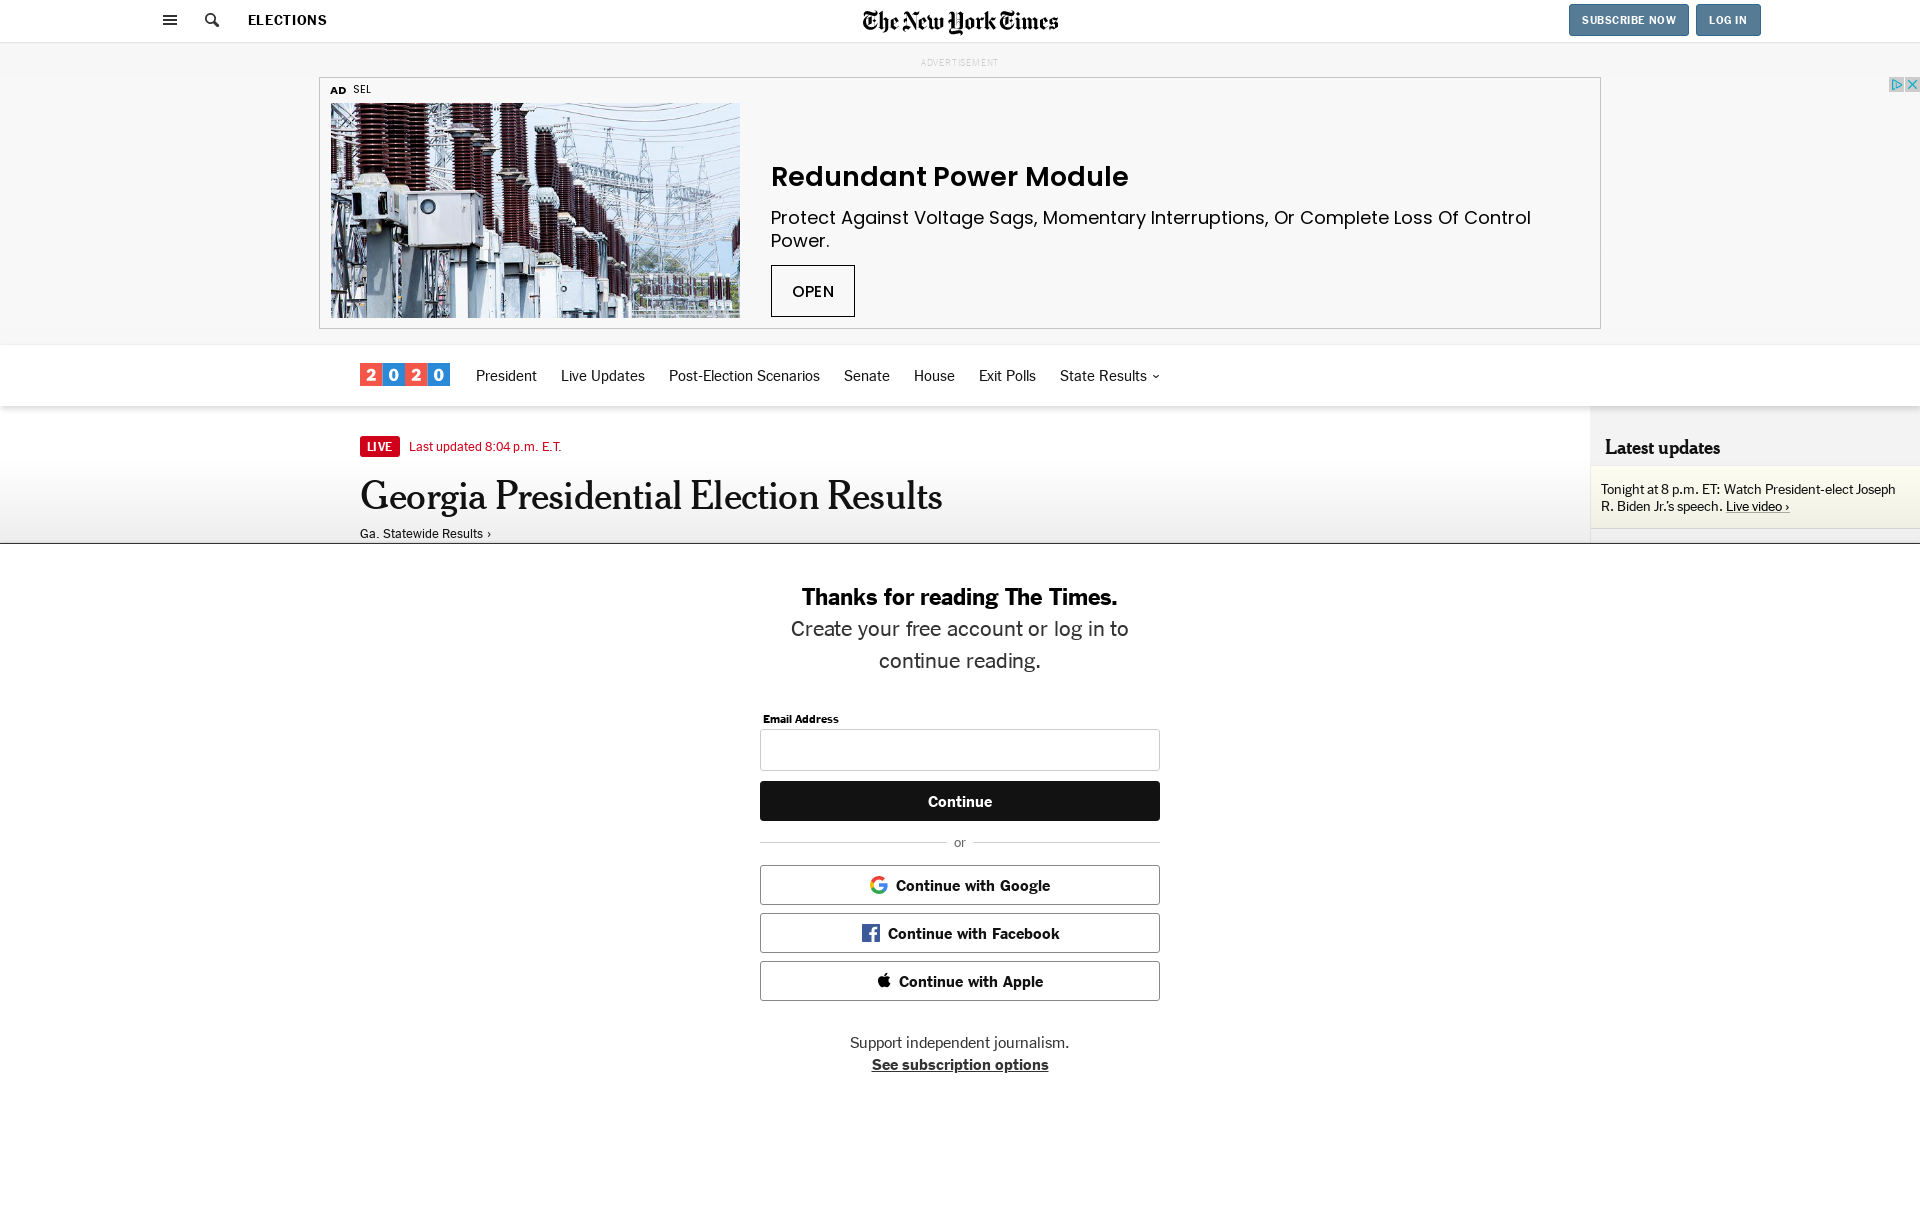 ELECTIONS
The New York Times
SUBSCRIBE NOW
LOG IN
ADVERTISEMENT
AD SEL
Redundant Power Module
Protect Against Voltage Sags, Momentary Interruptions, Or Complete Loss Of Control
Power.
OPEN
2020
President
Live Updates
Post-Election Scenarios
Senate
House
Exit Polls
State Results
LIVE Last updated 8:04 p.m. E.T.
Georgia Presidential Election Results
Ga. Statewide Results ›
Latest updates
Tonight at 8 p.m. ET: Watch President-elect Joseph
R. Biden Jr.’s speech. Live video ›
Thanks for reading The Times.
Create your free account or log in to
continue reading.
Email Address
Continue
or
Continue with Google
Continue with Facebook
Continue with Apple
Support independent journalism.
See subscription options